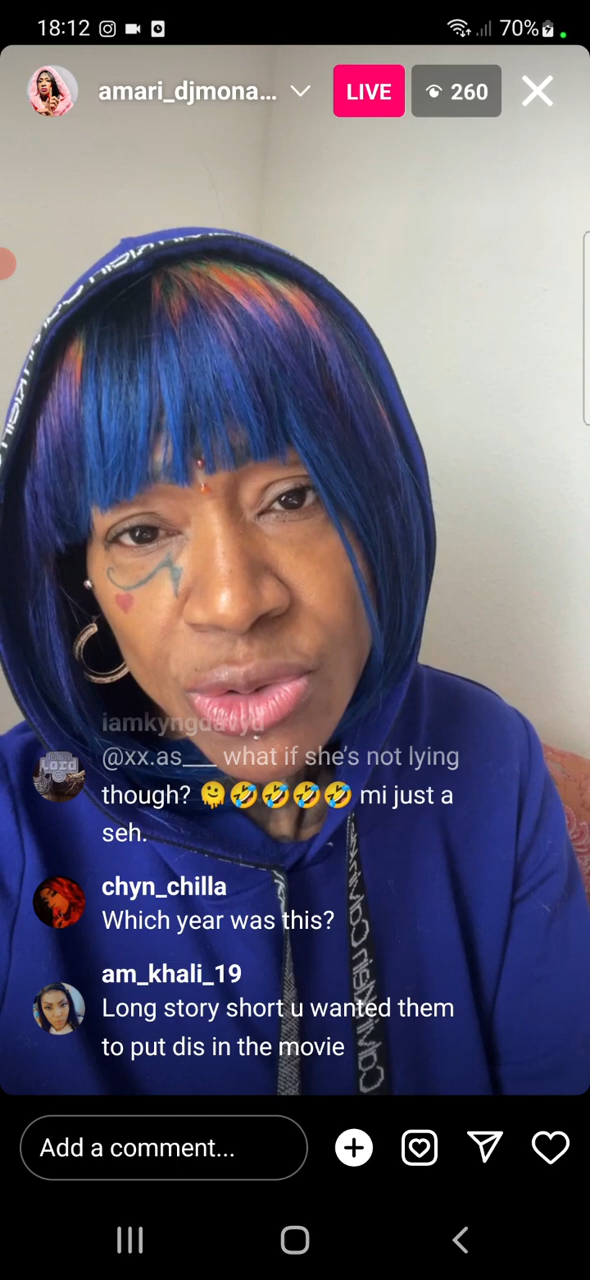 18:12
70%
amari_djmona...
LIVE
260
iamkyngdavyd
@xx.as___ what if she's not lying
though? 🫠🤣🤣🤣🤣 mi just a
seh.
chyn_chilla
Which year was this?
am_khali_19
Long story short u wanted them
to put dis in the movie
Add a comment...